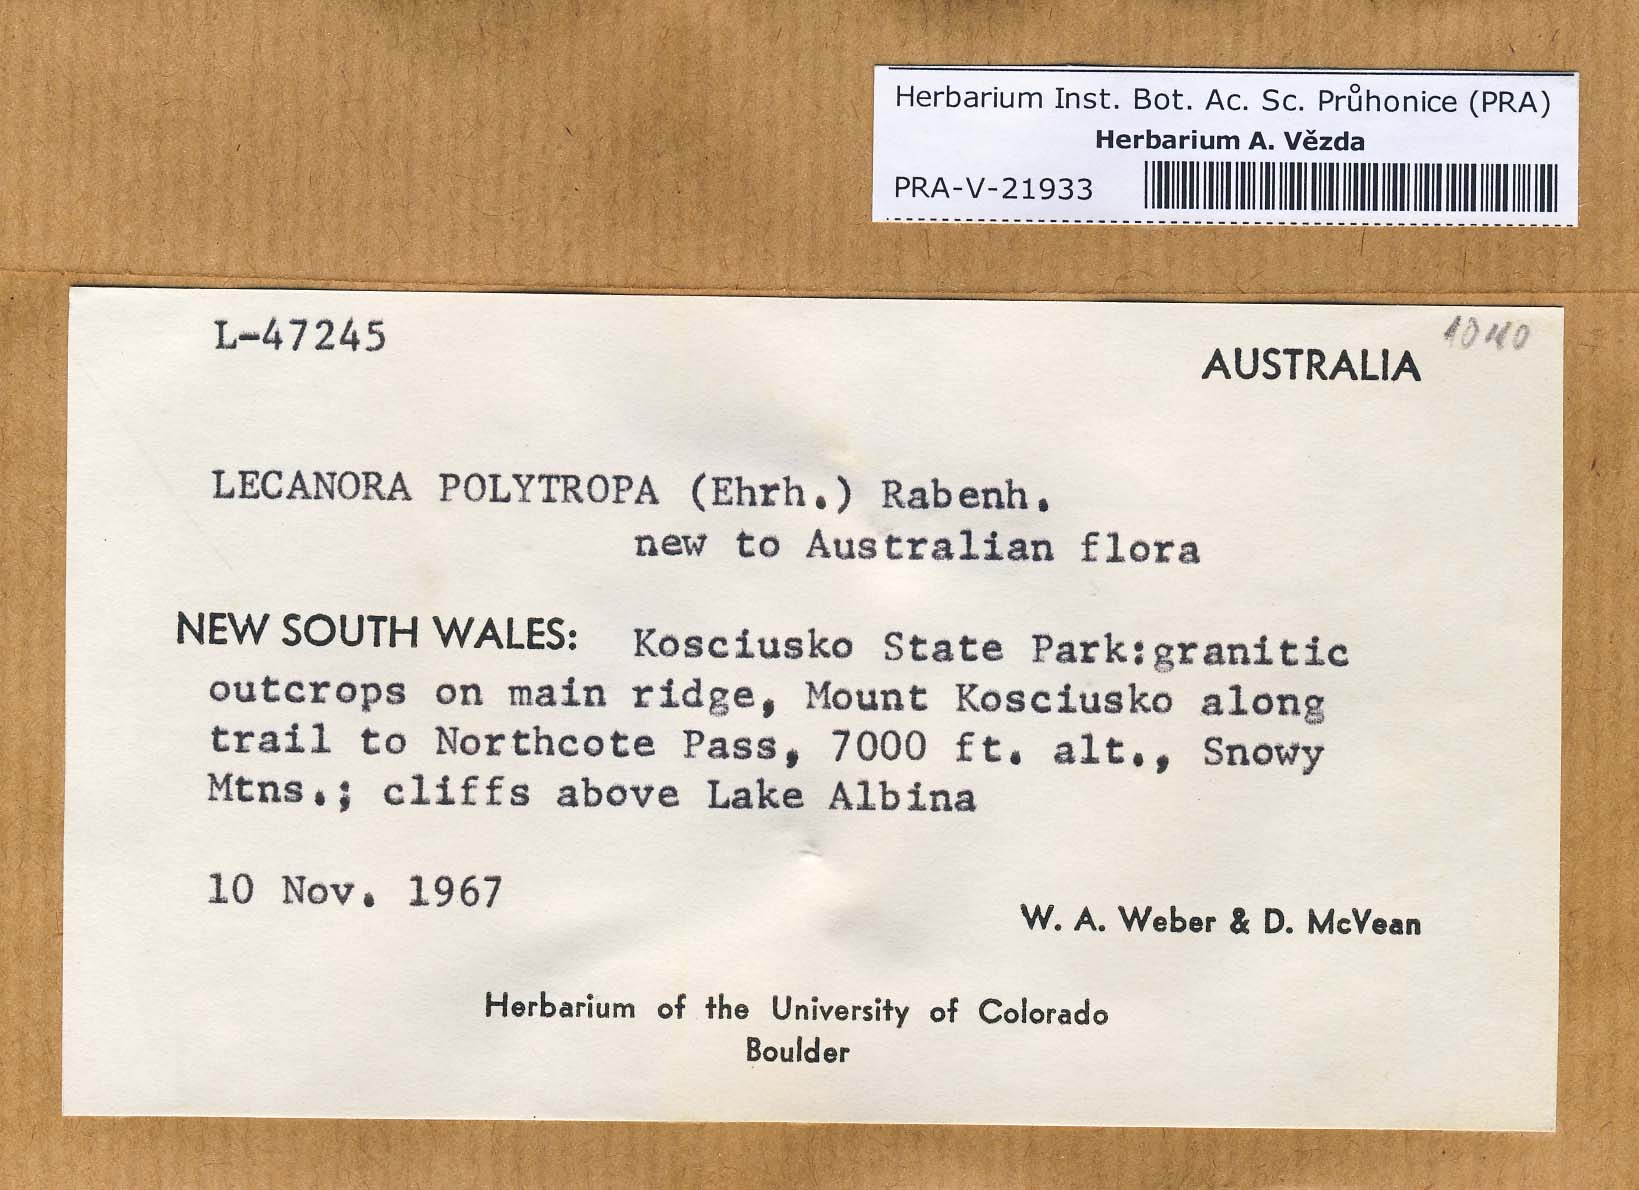 Herbarium Inst. Bot. Ac. Sc. Průhonice (PRA)
Herbarium A. Vězda
PRA-V-21933
L-47245
AUSTRALIA
LECANORA POLYTROPA (Ehrh.) Rabenh.
new to Australian flora
NEW SOUTH WALES: Kosciusko State Park:granitic
outcrops on main ridge, Mount Kosciusko along
trail to Northcote Pass, 7000 ft. alt., Snowy
Mtns.; cliffs above Lake Albina
10 Nov. 1967
W. A. Weber & D. McVean
Herbarium of the University of Colorado
Boulder